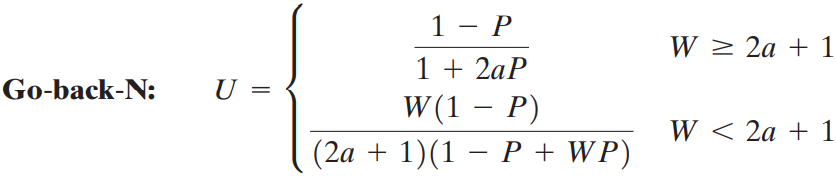 1 − P
1 + 2aP
W ≥ 2a + 1
Go-back-N: U =
W(1 − P)
(2a + 1)(1 − P + WP)
W < 2a + 1